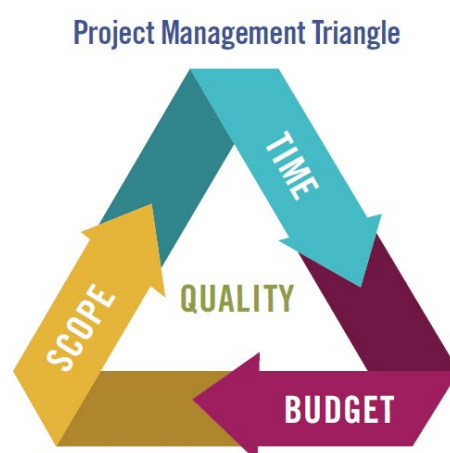 Project Management Triangle
TIME
QUALITY
SCOPE
BUDGET